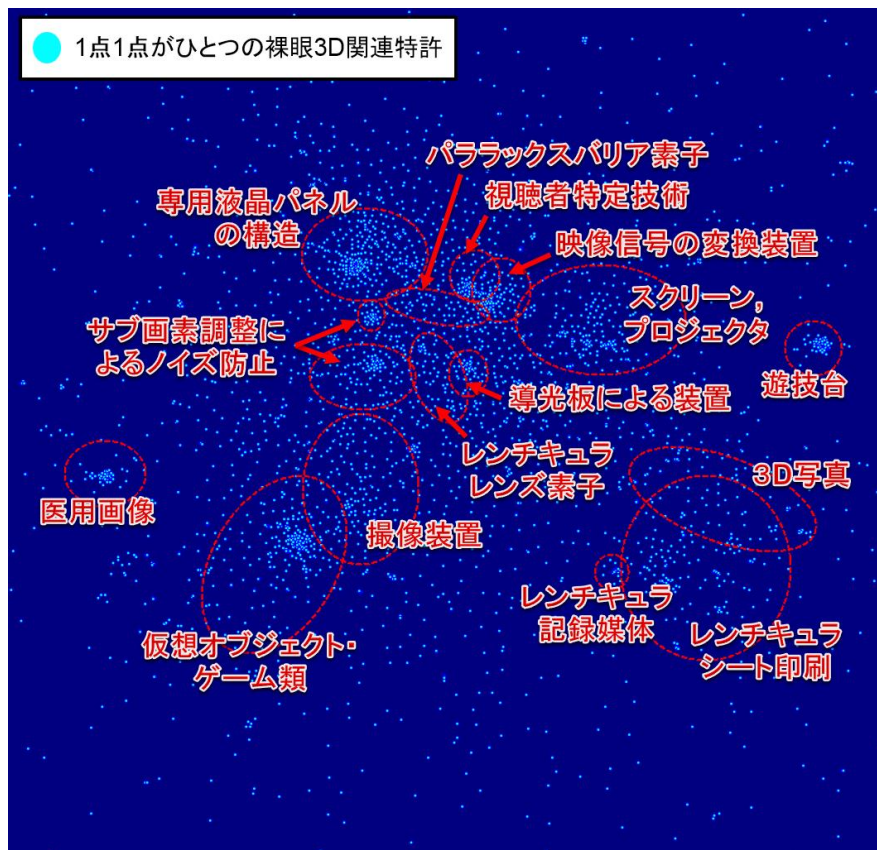 1点1点がひとつの裸眼3D関連特許
パララックスバリア素子
視聴者特定技術
専用液晶パネル
の構造
映像信号の変換装置
スクリーン,
プロジェクタ
サブ画素調整に
よるノイズ防止
遊技台
導光板による装置
レンチキュラ
レンズ素子
3D写真
医用画像
撮像装置
レンチキュラ
記録媒体
レンチキュラ
シート印刷
仮想オブジェクト・
ゲーム類